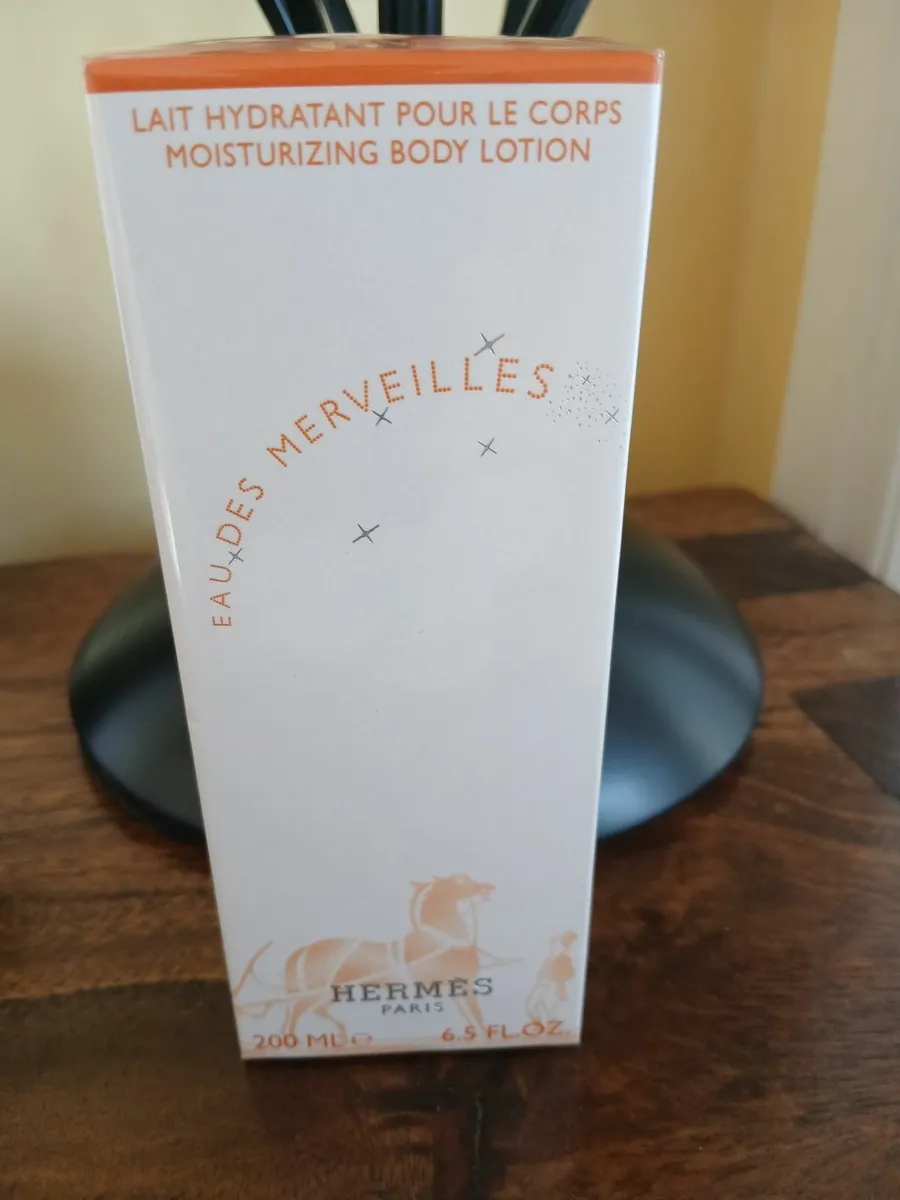 LAIT HYDRATANT POUR LE CORPS
MOISTURIZING BODY LOTION
EAU DES MERVEILLES
HERMÈS
PARIS
200 ML ℮ 6.5 FL.OZ.